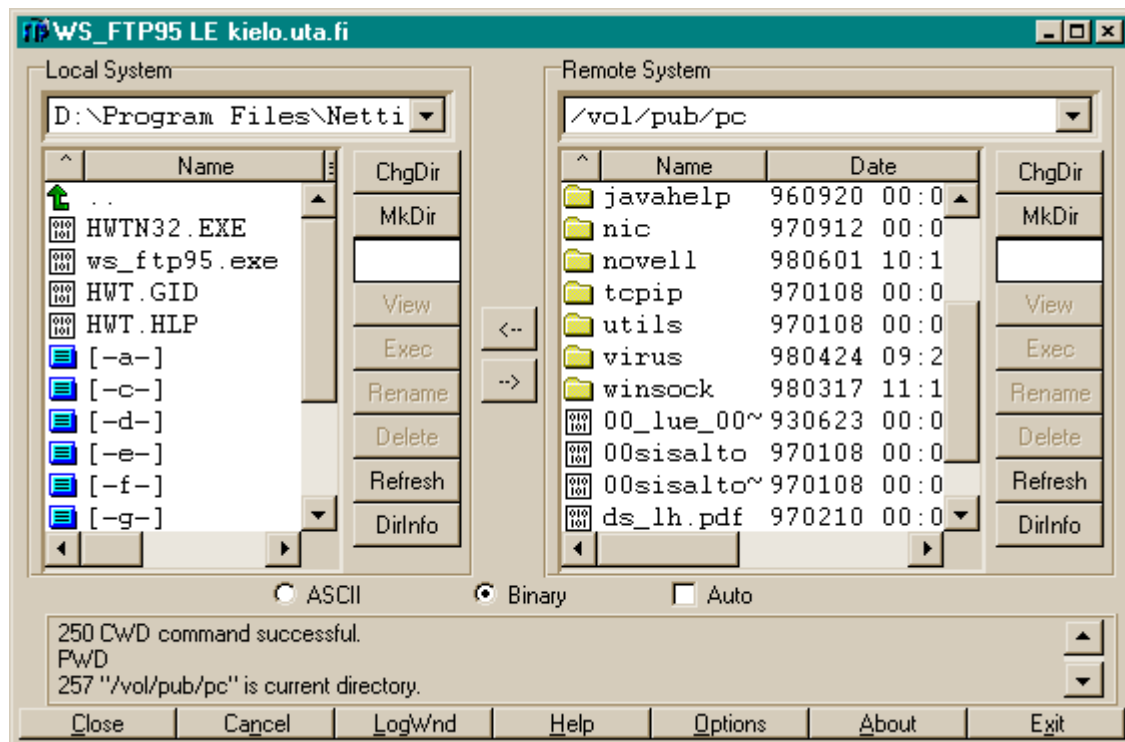 WS_FTP95 LE kielo.uta.fi
Local System
D:\Program Files\Netti
^ Name
..
HWTN32.EXE
ws_ftp95.exe
HWT.GID
HWT.HLP
[-a-]
[-c-]
[-d-]
[-e-]
[-f-]
[-g-]
ChgDir
MkDir
View
Exec
Rename
Delete
Refresh
DirInfo
<--
-->
Remote System
/vol/pub/pc
^ Name Date
javahelp 960920 00:0
nic 970912 00:0
novell 980601 10:1
tcpip 970108 00:0
utils 970108 00:0
virus 980424 09:2
winsock 980317 11:1
00_lue_00~ 930623 00:0
00sisalto 970108 00:0
00sisalto~ 970108 00:0
ds_lh.pdf 970210 00:0
ChgDir
MkDir
View
Exec
Rename
Delete
Refresh
DirInfo
ASCII Binary Auto
250 CWD command successful.
PWD
257 "/vol/pub/pc" is current directory.
Close Cancel LogWnd Help Options About Exit